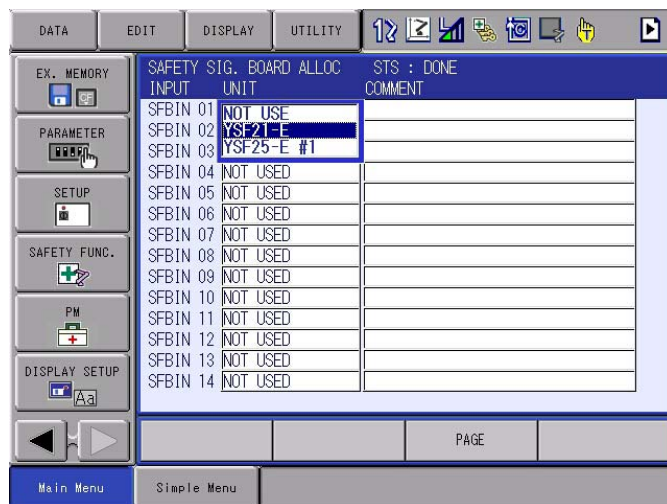 DATA EDIT DISPLAY UTILITY
EX. MEMORY
CF
PARAMETER
SETUP
SAFETY FUNC.
PM
DISPLAY SETUP
Aa
SAFETY SIG. BOARD ALLOC STS : DONE
INPUT UNIT COMMENT
SFBIN 01 NOT USE
SFBIN 02 YSF21-E
SFBIN 03 YSF25-E #1
SFBIN 04 NOT USED
SFBIN 05 NOT USED
SFBIN 06 NOT USED
SFBIN 07 NOT USED
SFBIN 08 NOT USED
SFBIN 09 NOT USED
SFBIN 10 NOT USED
SFBIN 11 NOT USED
SFBIN 12 NOT USED
SFBIN 13 NOT USED
SFBIN 14 NOT USED
PAGE
Main Menu Simple Menu